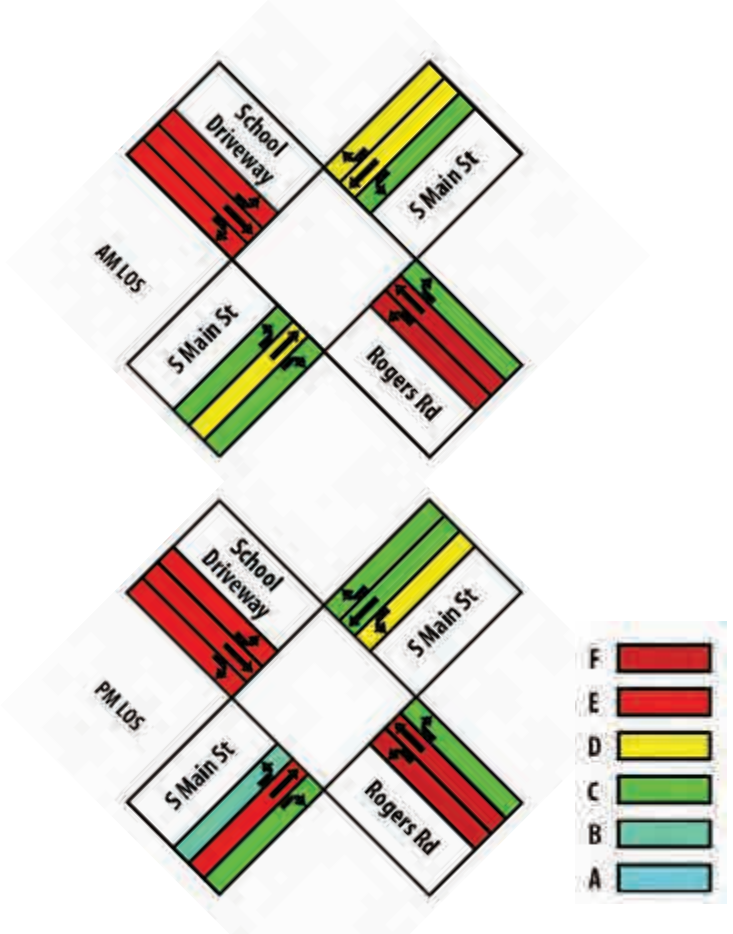 School
Driveway
S Main St
AM LOS
S Main St
Rogers Rd
School
Driveway
S Main St
PM LOS
S Main St
Rogers Rd
F
E
D
C
B
A